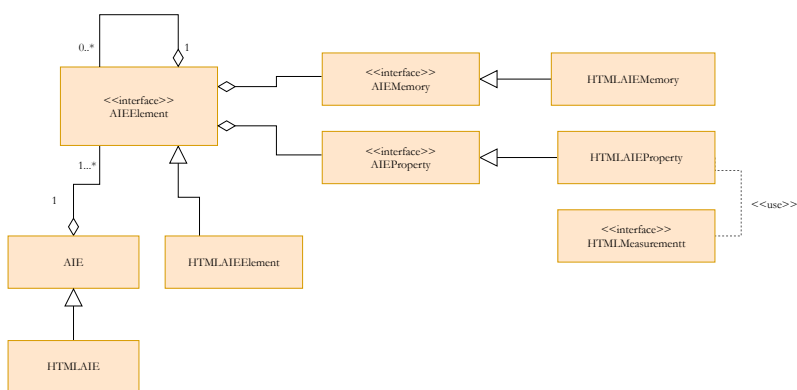 0..*
1
<<interface>>
AIEElement
<<interface>>
AIEMemory
HTMLAIEMemory
<<interface>>
AIEProperty
HTMLAIEProperty
1...*
1
<<use>>
<<interface>>
HTMLMeasurementt
AIE
HTMLAIEElement
HTMLAIE